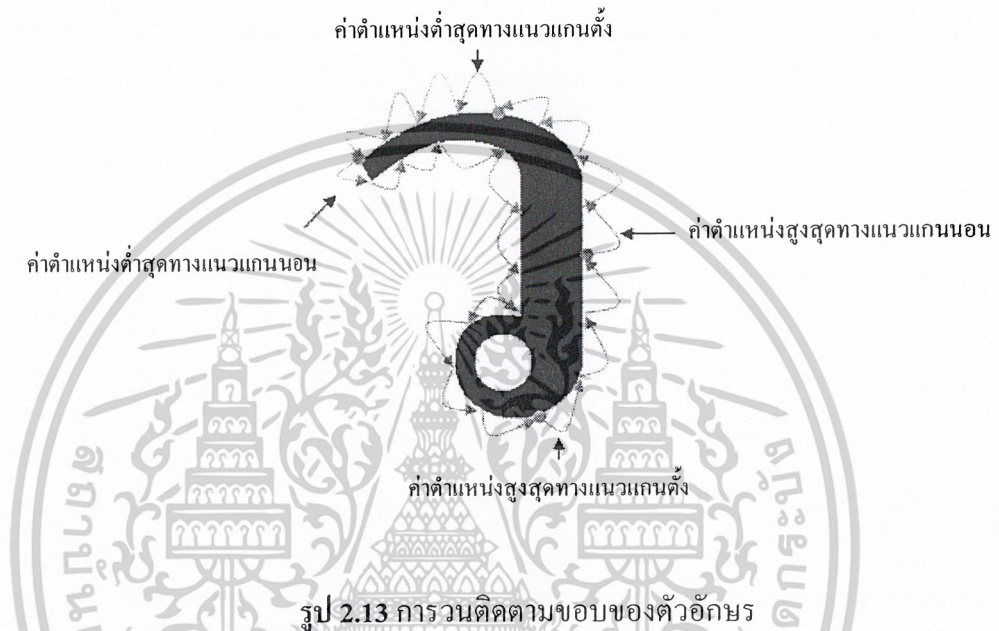 ค่าตำแหน่งต่ำสุดทางแนวแกนตั้ง
ค่าตำแหน่งสูงสุดทางแนวแกนนอน
ค่าตำแหน่งต่ำสุดทางแนวแกนนอน
ค่าตำแหน่งสูงสุดทางแนวแกนตั้ง
รูป 2.13 การวนติดตามขอบของตัวอักษร